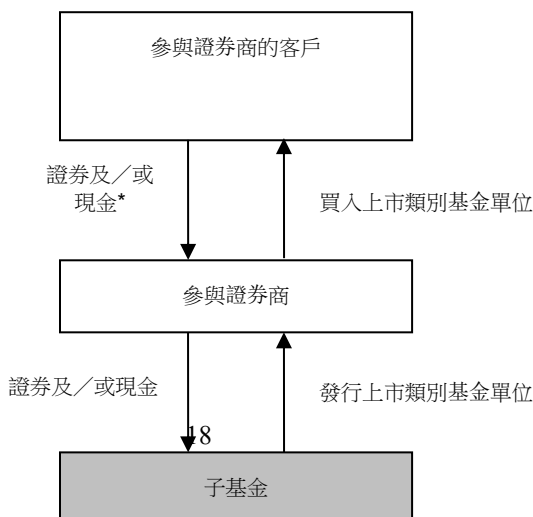 參與證券商的客戶
證券及／或
現金*
買入上市類別基金單位
參與證券商
證券及／或現金
發行上市類別基金單位
18
子基金